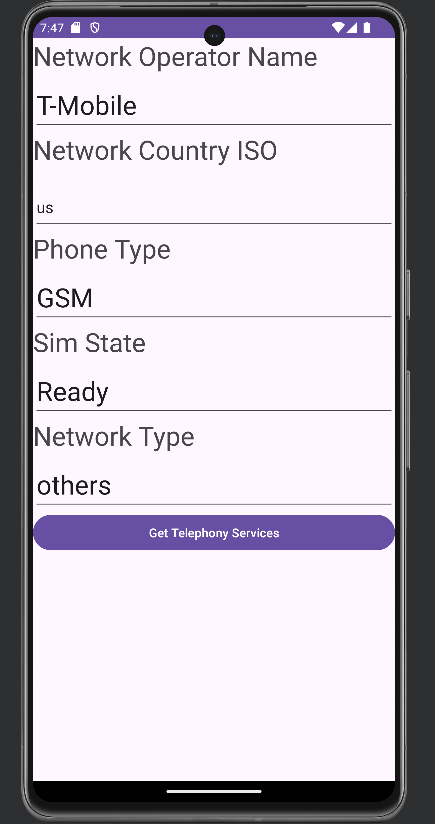 7:47
Network Operator Name
T-Mobile
Network Country ISO
us
Phone Type
GSM
Sim State
Ready
Network Type
others
Get Telephony Services